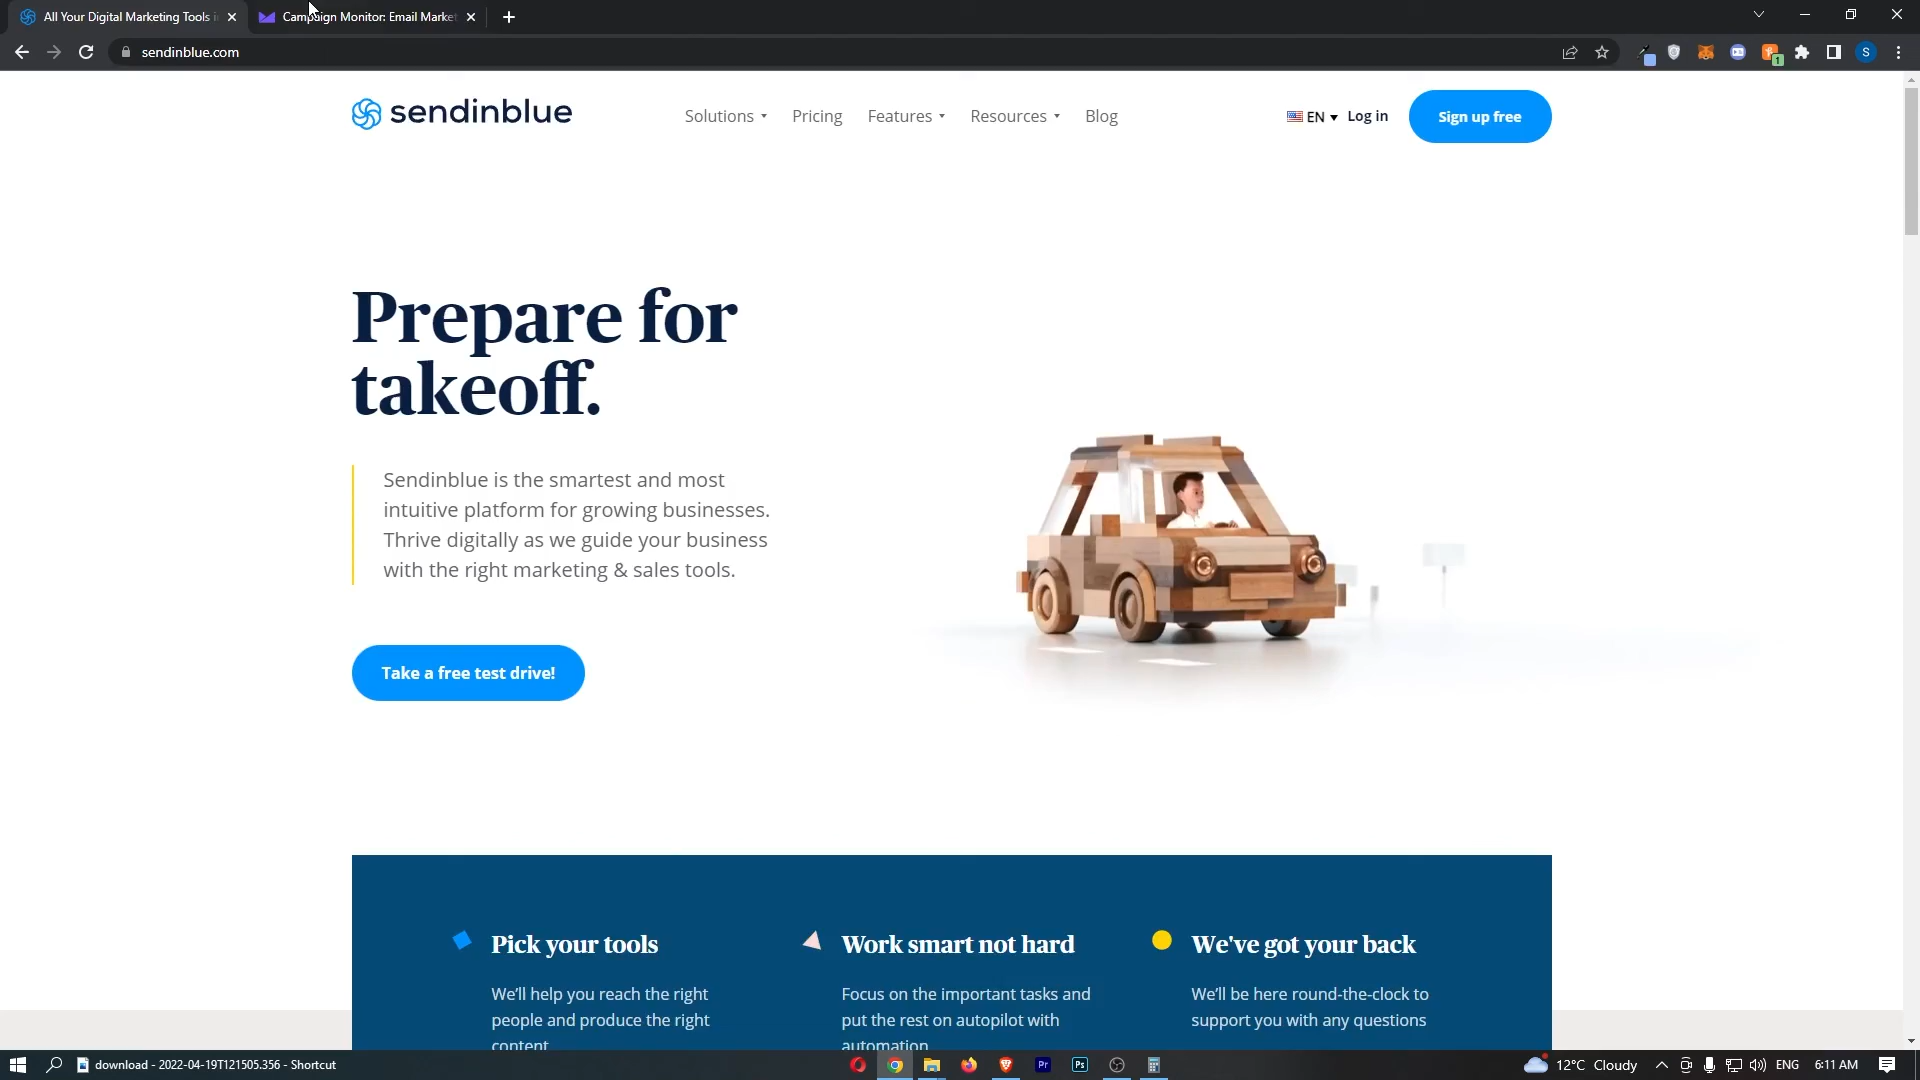 All Your Digital Marketing Tools i
Campaign Monitor: Email Market
sendinblue.com
S
1
sendinblue
Solutions
Pricing
Features
Resources
Blog
EN
Log in
Sign up free
Prepare for
takeoff.
Sendinblue is the smartest and most
intuitive platform for growing businesses.
Thrive digitally as we guide your business
with the right marketing & sales tools.
Take a free test drive!
Pick your tools
We'll help you reach the right
people and produce the right
content
Work smart not hard
Focus on the important tasks and
put the rest on autopilot with
automation
We've got your back
We'll be here round-the-clock to
support you with any questions
download - 2022-04-19T121505.356 - Shortcut
Pr
Ps
12°C Cloudy
ENG
6:11 AM